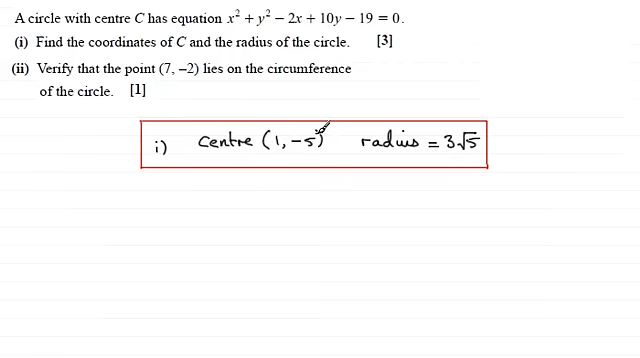 A circle with centre C has equation x² + y² − 2x + 10y − 19 = 0.
(i) Find the coordinates of C and the radius of the circle. [3]
(ii) Verify that the point (7, −2) lies on the circumference
of the circle. [1]
i) Centre (1, −5) radius = 3√5